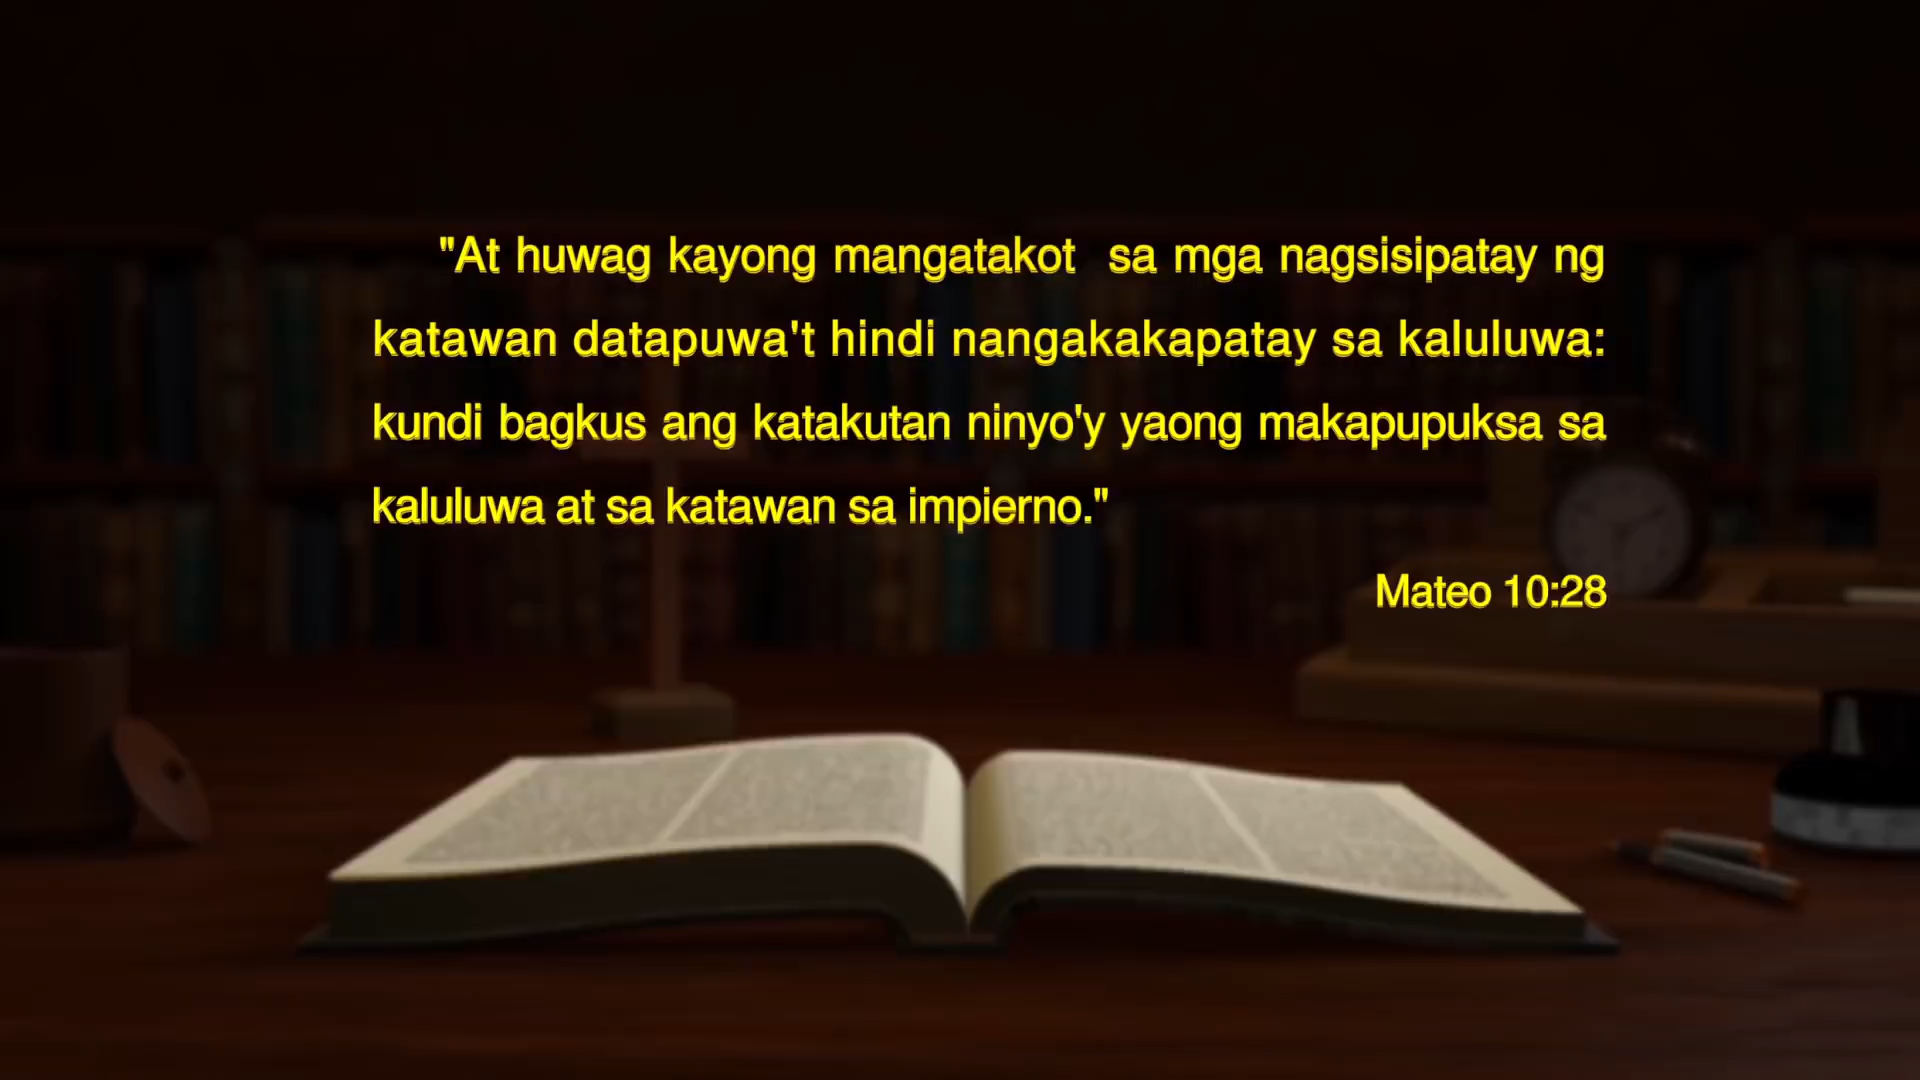 "At huwag kayong mangatakot  sa mga nagsisipatay ng
katawan datapuwa't hindi nangakakapatay sa kaluluwa:
kundi bagkus ang katakutan ninyo'y yaong makapupuksa sa
kaluluwa at sa katawan sa impierno."
Mateo 10:28